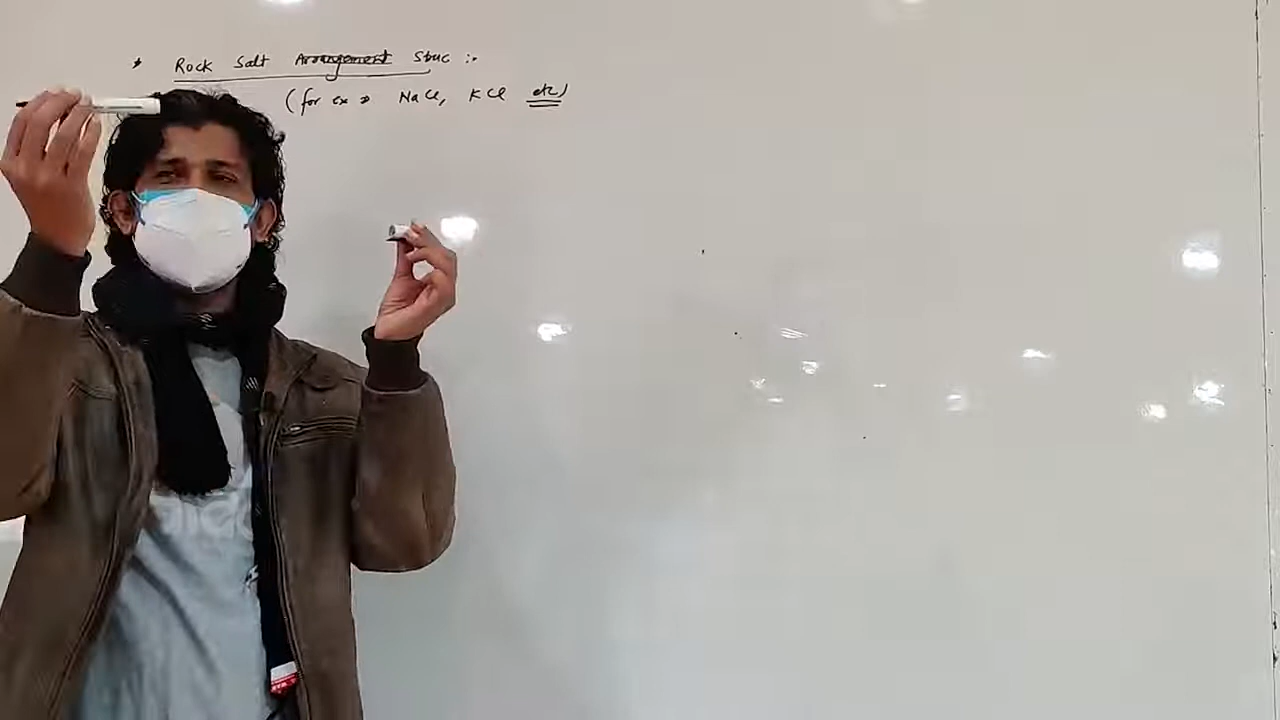 * Rock Salt Arrangement Struc :-
(for ex → NaCl, KCl etc)